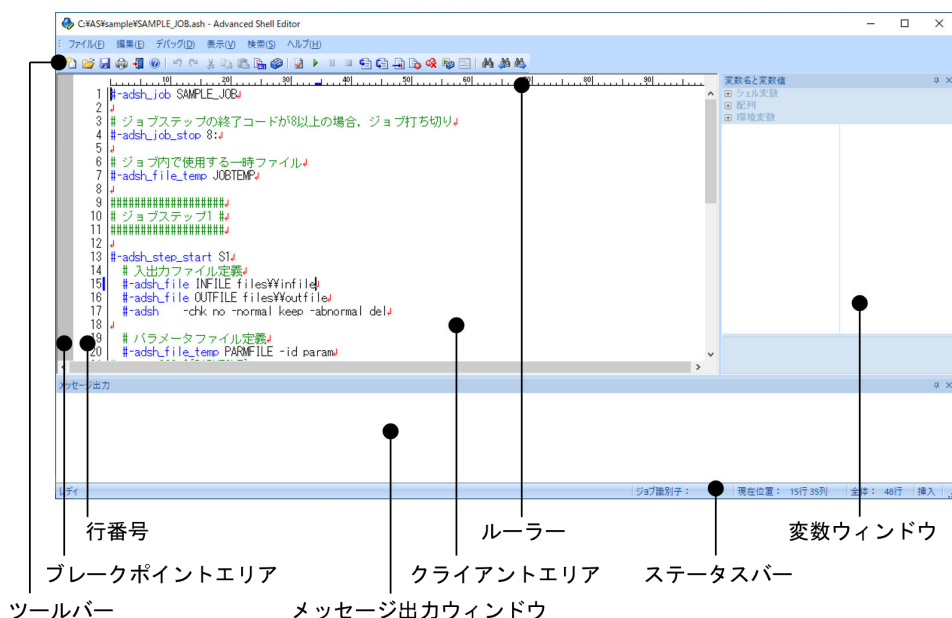 C:¥AS¥sample¥SAMPLE_JOB.ash - Advanced Shell Editor
ファイル(F) 編集(E) デバッグ(D) 表示(V) 検索(S) ヘルプ(H)
10 20 30 40 50 60 70 80 90
変数名と変数値
シェル変数
配列
環境変数
1 #-adsh_job SAMPLE_JOB↲
2 ↲
3 # ジョブステップの終了コードが8以上の場合，ジョブ打ち切り↲
4 #-adsh_job_stop 8:↲
5 ↲
6 # ジョブ内で使用する一時ファイル↲
7 #-adsh_file_temp JOBTEMP↲
8 ↲
9 ###################↲
10 # ジョブステップ1 #↲
11 ###################↲
12 ↲
13 #-adsh_step_start S1↲
14 # 入出力ファイル定義↲
15 #-adsh_file INFILE files¥¥infile↲
16 #-adsh_file OUTFILE files¥¥outfile↲
17 #-adsh -chk no -normal keep -abnormal del↲
18 ↲
19 # パラメータファイル定義↲
20 #-adsh_file_temp PARMFILE -id param↲
メッセージ出力
レディ ジョブ識別子： 現在位置： 15行 35列 全体： 48行 挿入
行番号 ルーラー 変数ウィンドウ
ブレークポイントエリア クライアントエリア ステータスバー
ツールバー メッセージ出力ウィンドウ